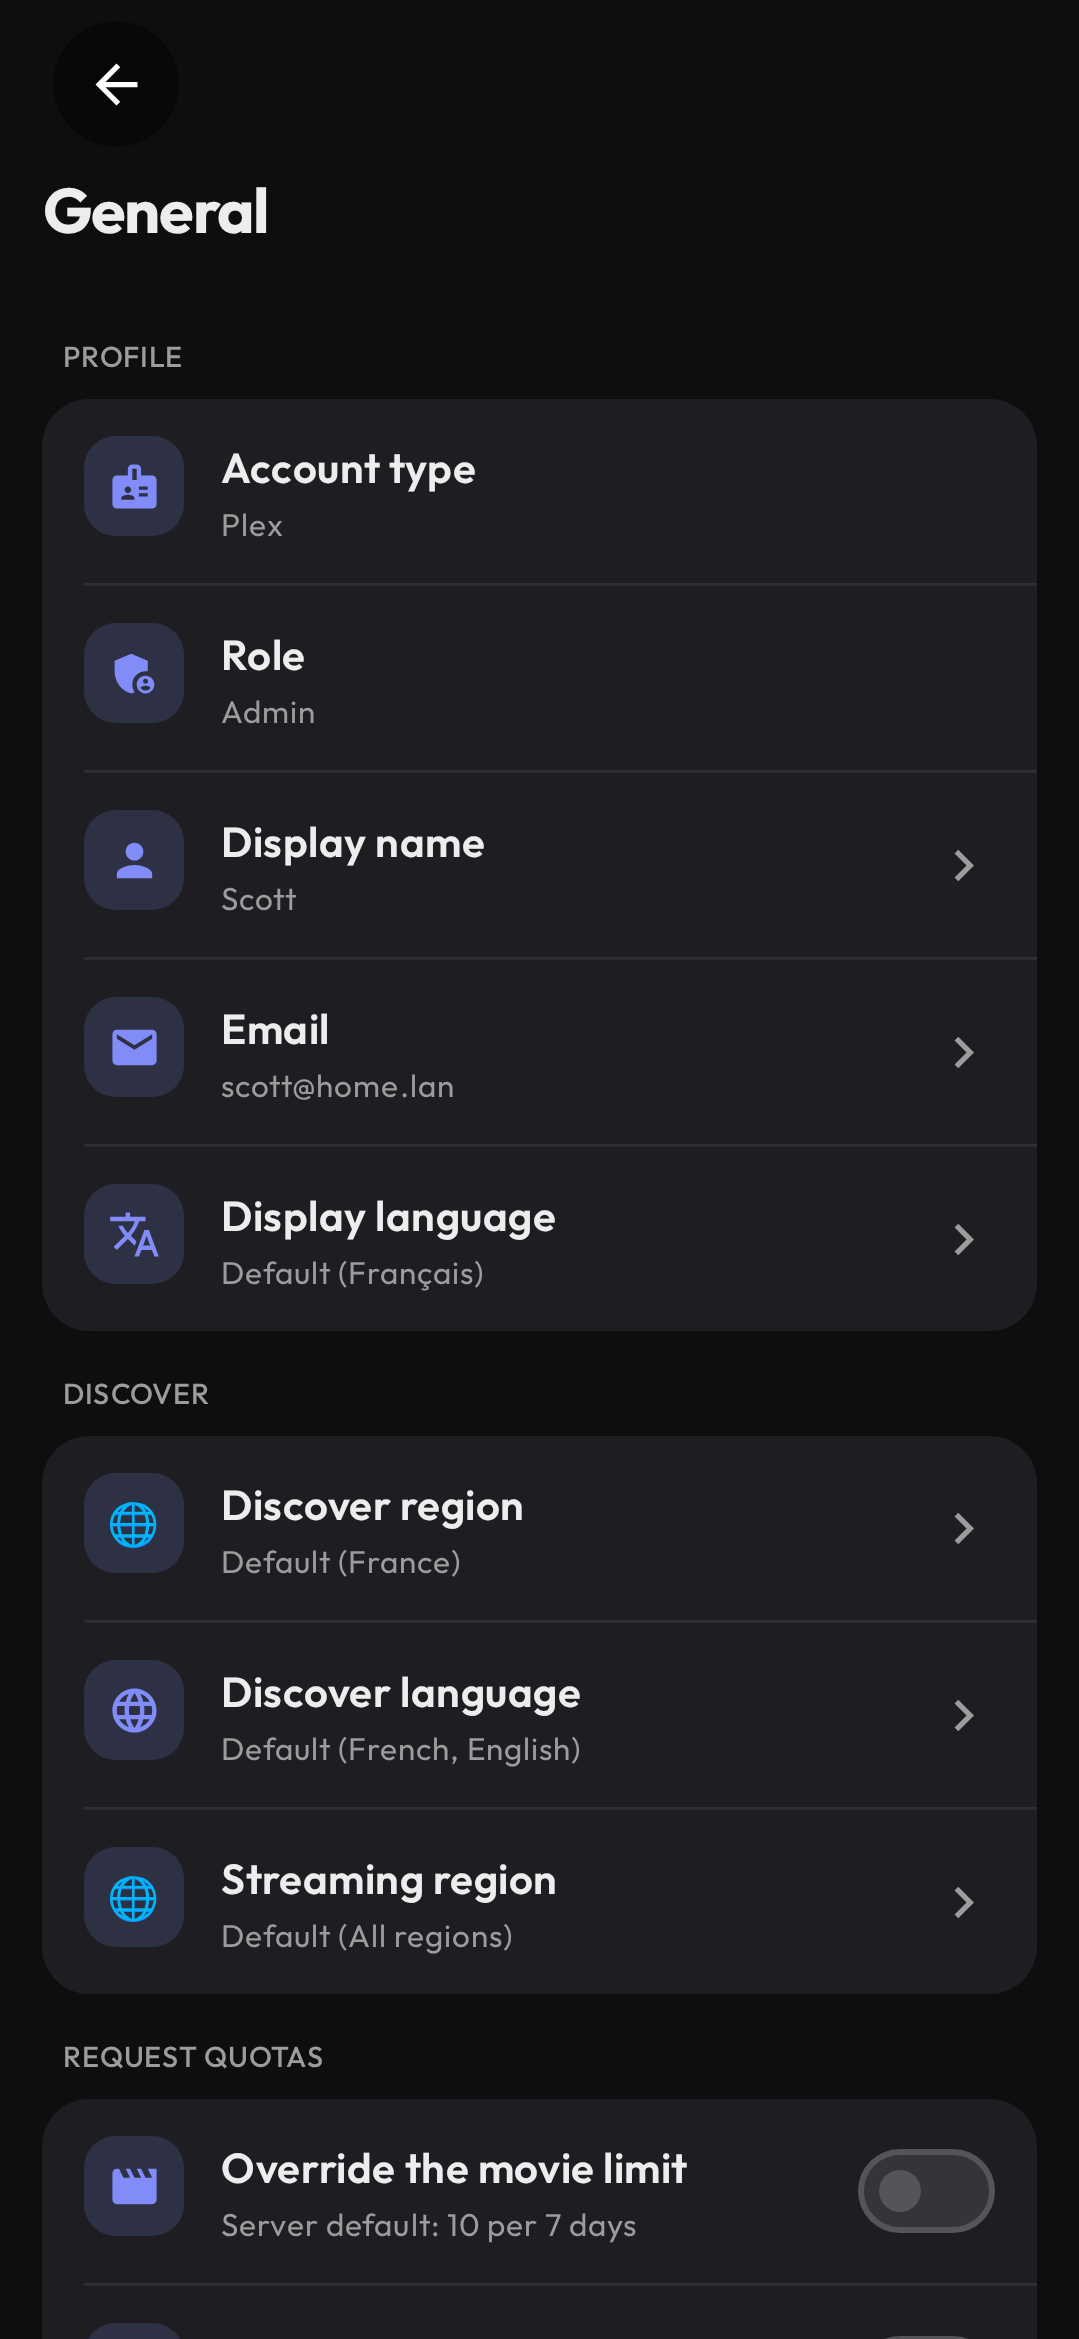 General
PROFILE
Account type
Plex
Role
Admin
Display name
Scott
Email
scott@home.lan
Display language
Default (Français)
DISCOVER
Discover region
Default (France)
Discover language
Default (French, English)
Streaming region
Default (All regions)
REQUEST QUOTAS
Override the movie limit
Server default: 10 per 7 days